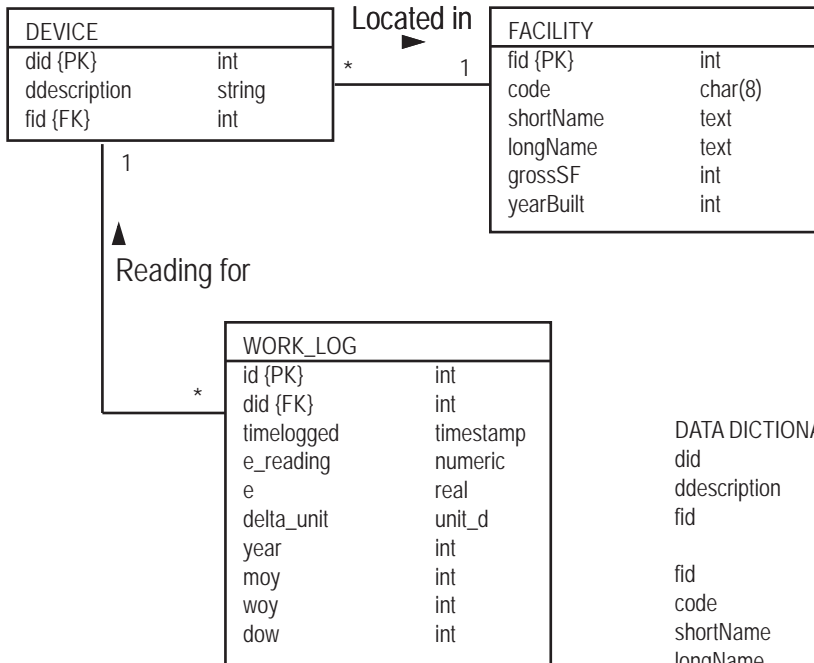 Located in
DEVICE
did {PK} int
ddescription string
fid {FK} int
* 1
FACILITY
fid {PK} int
code char(8)
shortName text
longName text
grossSF int
yearBuilt int
1
Reading for
*
WORK_LOG
id {PK} int
did {FK} int
timelogged timestamp
e_reading numeric
e real
delta_unit unit_d
year int
moy int
woy int
dow int
DATA DICTIONA
did
ddescription
fid
fid
code
shortName
longName